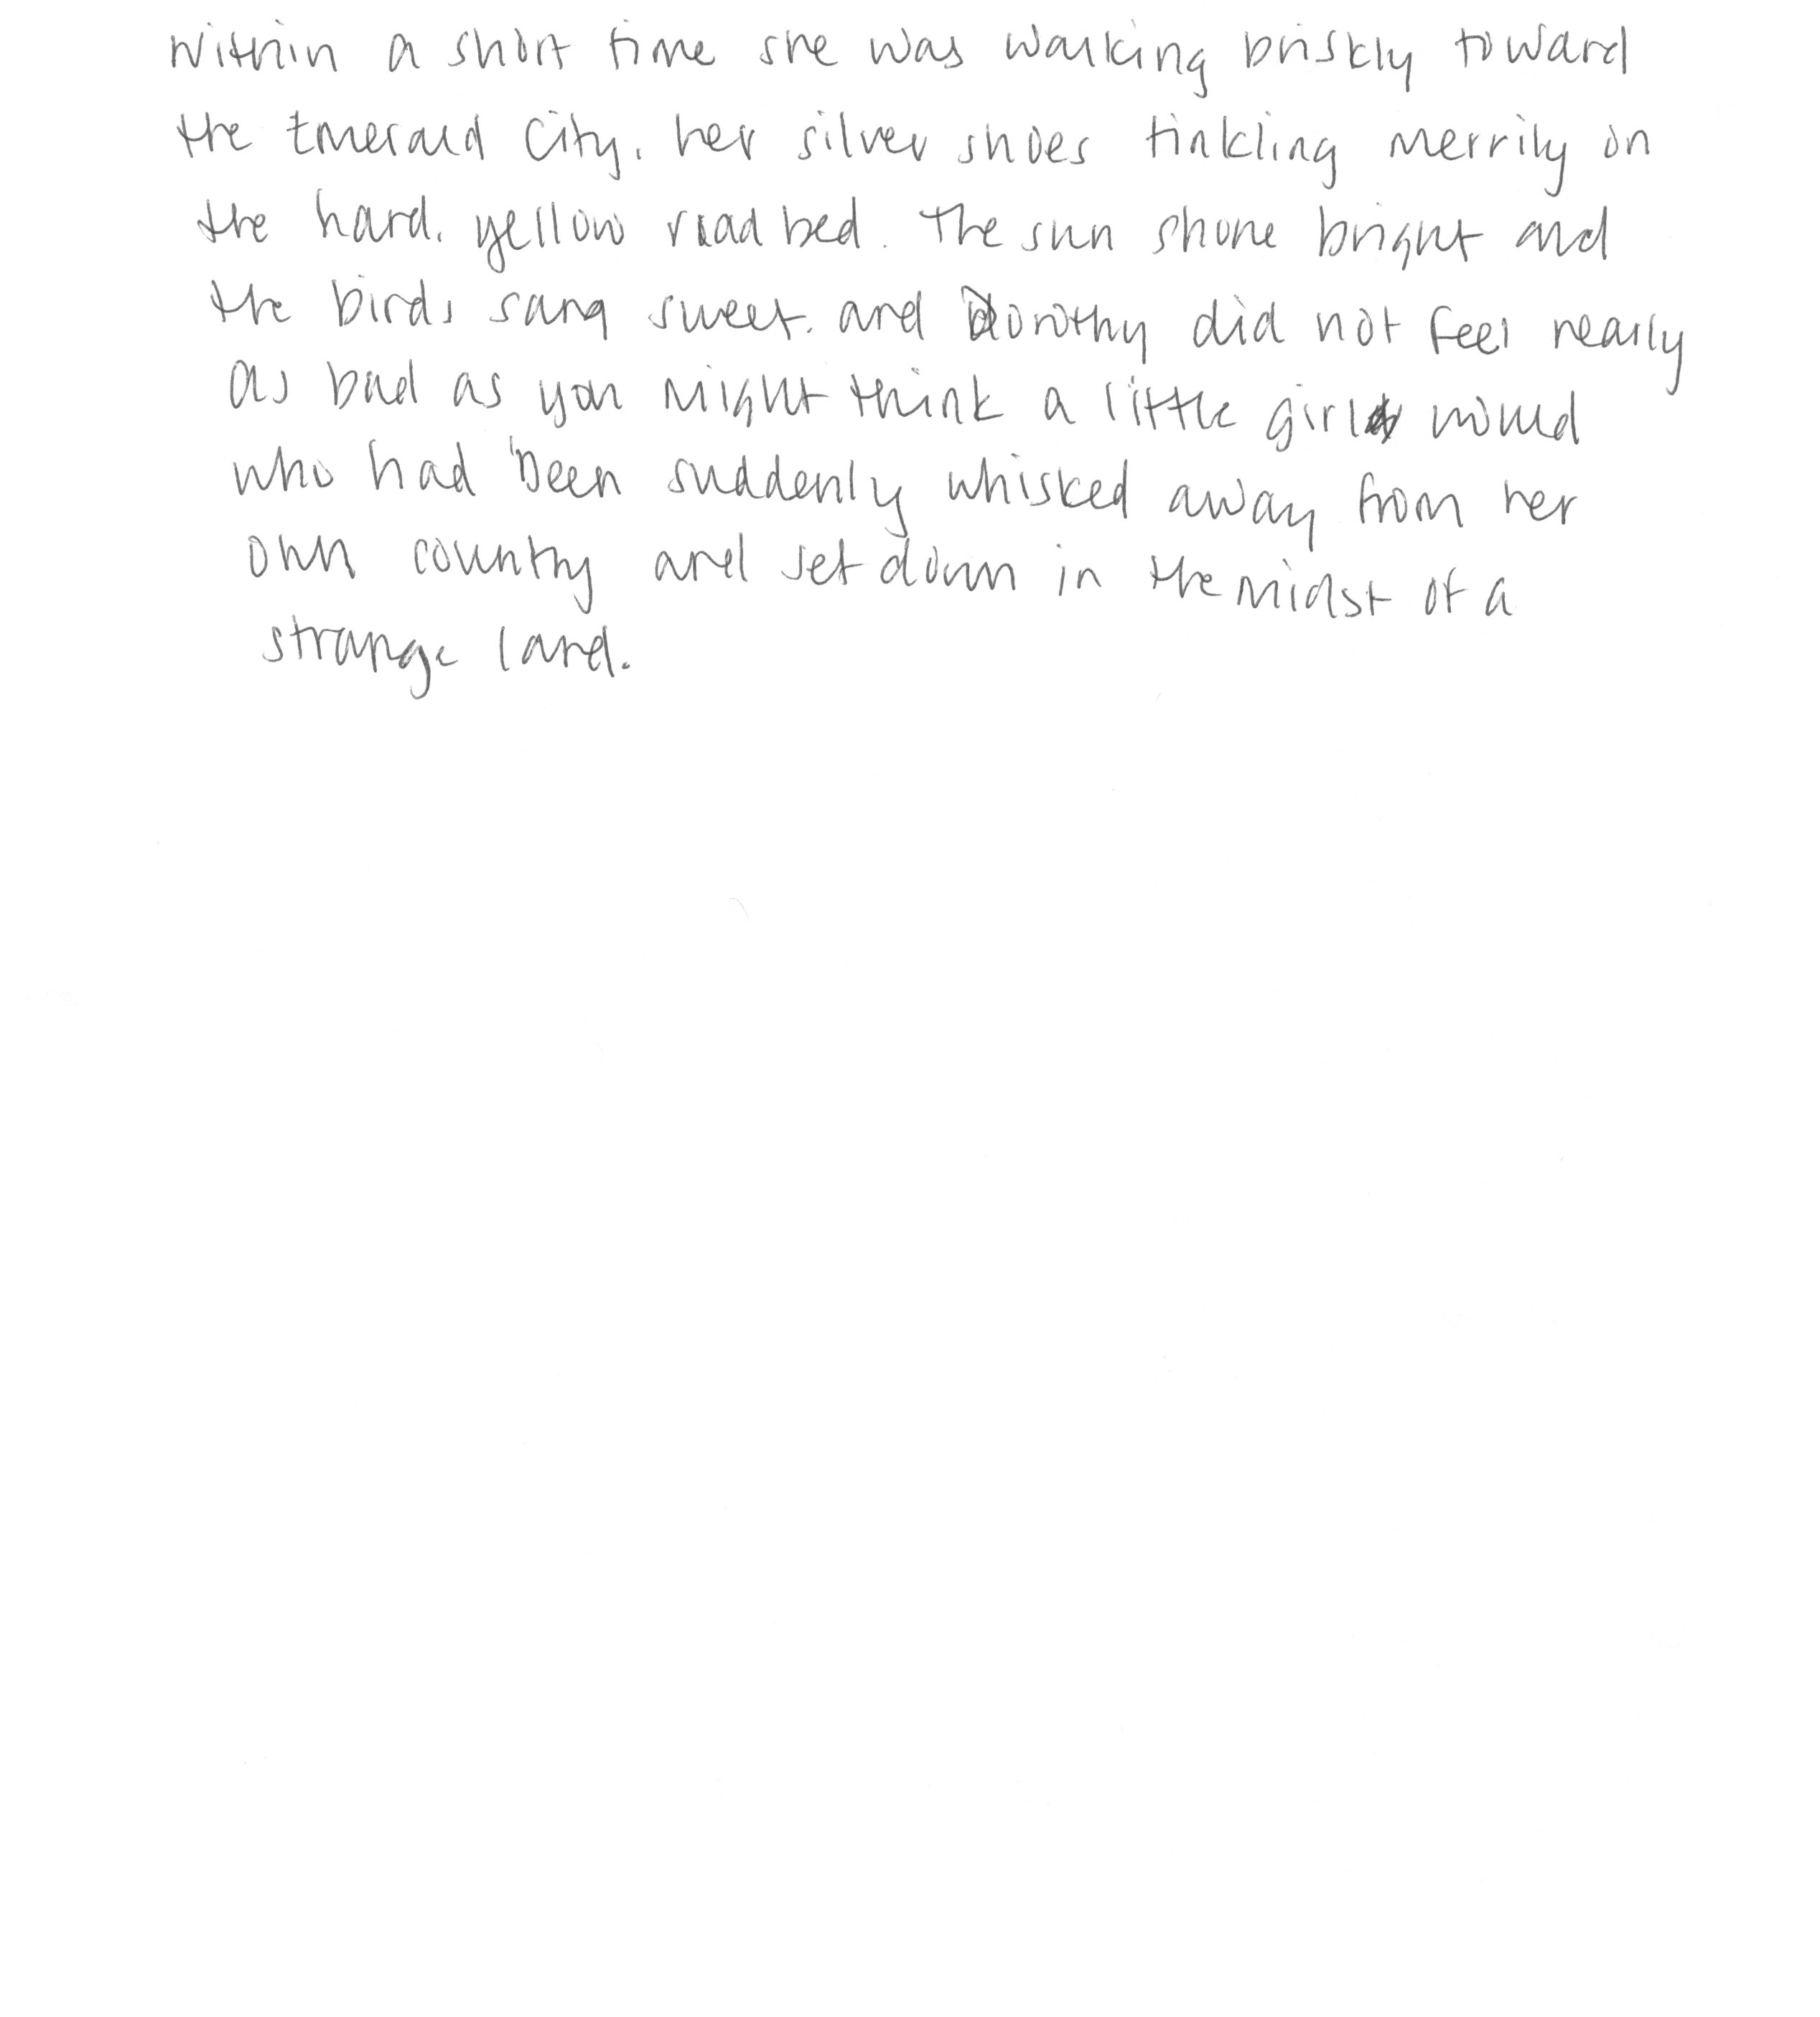 Within a short time she was walking briskly toward
the Emerald City, her silver shoes tinkling merrily on
the hard, yellow road bed. The sun shone bright and
the birds sang sweet, and Dorothy did not feel nearly
as bad as you might think a little girl would
who had been suddenly whisked away from her
own country and set down in the midst of a
strange land.